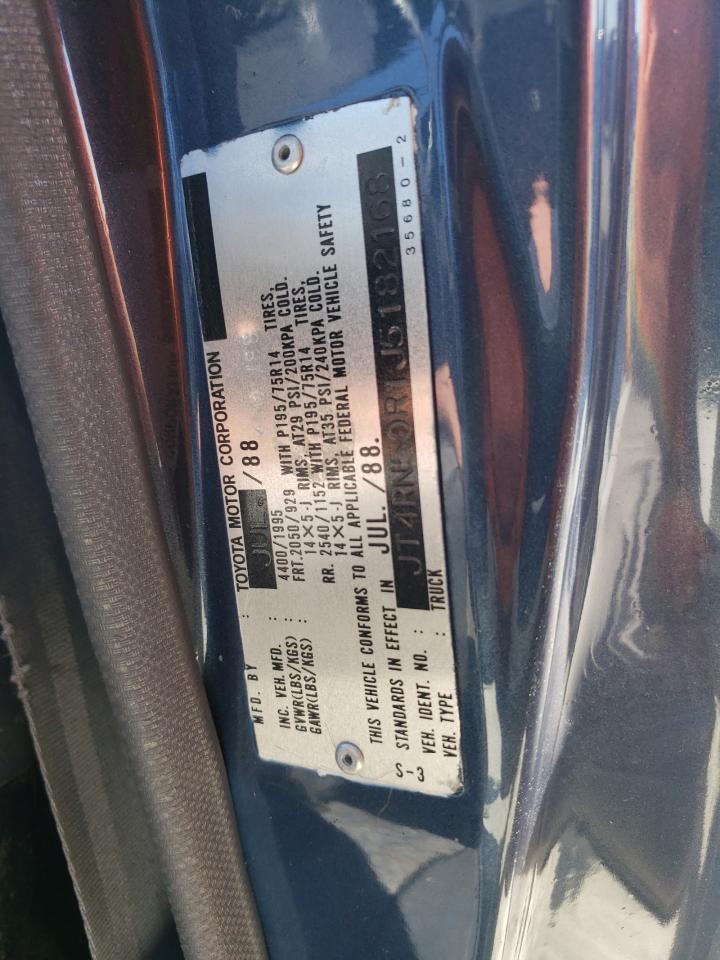 MFD. BY : TOYOTA MOTOR CORPORATION
JUL. /88
INC. VEH. MFD.
GVWR(LBS/KGS) : 4400/1995 WITH P195/75R14 TIRES,
GAWR(LBS/KGS) : FRT.2050/929 RIMS, AT29 PSI/200KPA COLD.
14×5-J WITH P195/75R14 TIRES,
RR. 2540/1152 RIMS, AT35 PSI/240KPA COLD.
14×5-J
THIS VEHICLE CONFORMS TO ALL APPLICABLE FEDERAL MOTOR VEHICLE SAFETY
STANDARDS IN EFFECT IN JUL. /88.
VEH. IDENT. NO. : JT4RN50R1J5182168
VEH. TYPE : TRUCK
S-3
35680-2